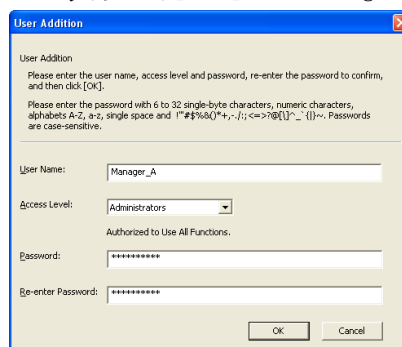 User Addition
User Addition
Please enter the user name, access level and password, re-enter the password to confirm,
and then click [OK].
Please enter the password with 6 to 32 single-byte characters, numeric characters,
alphabets A-Z, a-z, single space and !"#$%&()*+,-./:;<=>?@[\]^_`{|}~. Passwords
are case-sensitive.
User Name:
Manager_A
Access Level:
Administrators
Authorized to Use All Functions.
Password:
**********
Re-enter Password:
**********
OK
Cancel